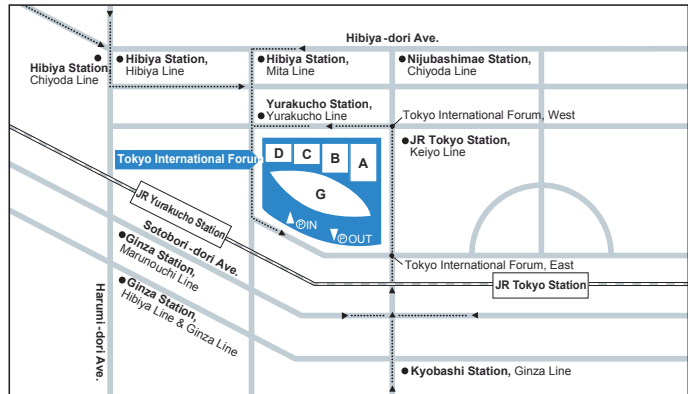 Hibiya-dori Ave.
Hibiya Station,
Chiyoda Line
Hibiya Station,
Hibiya Line
Hibiya Station,
Mita Line
Nijubashimae Station,
Chiyoda Line
Yurakucho Station,
Yurakucho Line
Tokyo International Forum, West
JR Tokyo Station,
Keiyo Line
Tokyo International Forum
D
C
B
A
G
ⓅIN
ⓅOUT
JR Yurakucho Station
Sotobori-dori Ave.
Ginza Station,
Marunouchi Line
Ginza Station,
Hibiya Line & Ginza Line
Harumi-dori Ave.
Tokyo International Forum, East
JR Tokyo Station
Kyobashi Station, Ginza Line